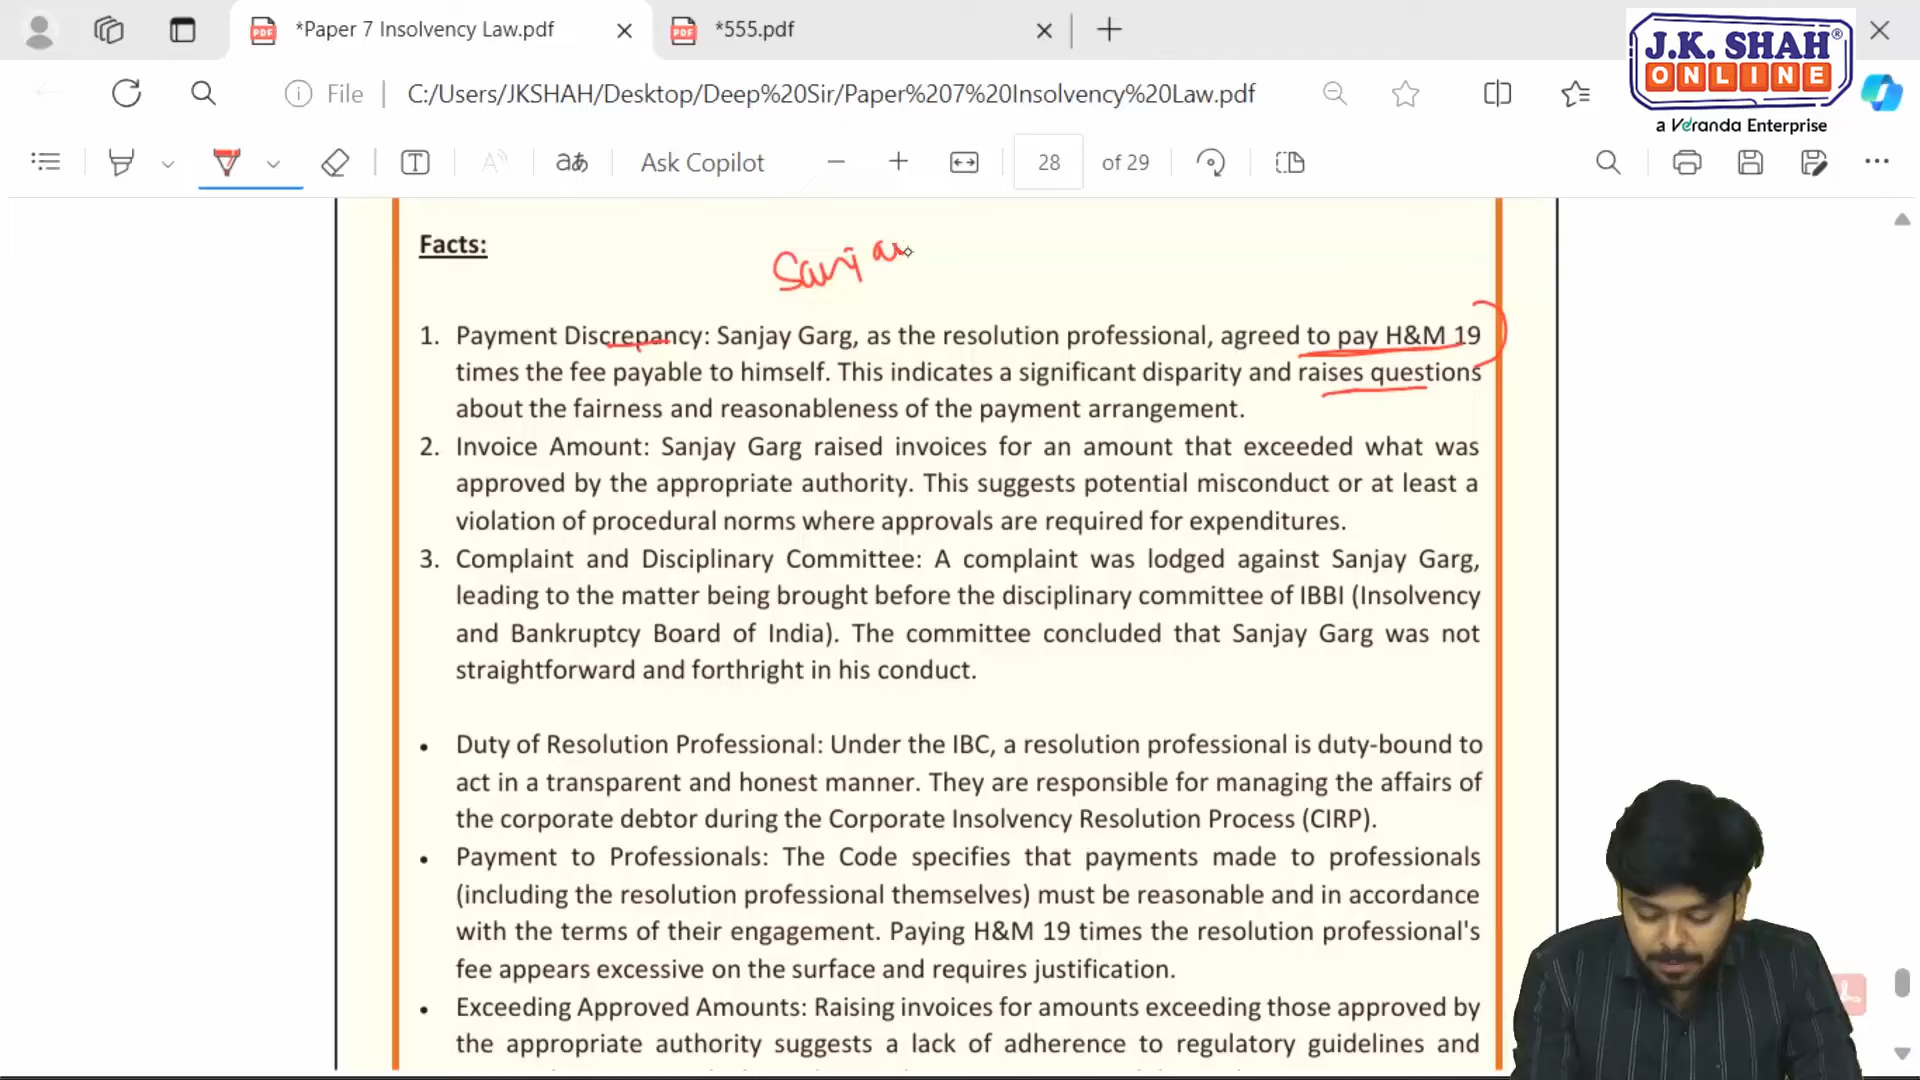 *Paper 7 Insolvency Law.pdf
*555.pdf
J.K. SHAH®
ONLINE
a Veranda Enterprise
File
C:/Users/JKSHAH/Desktop/Deep%20Sir/Paper%207%20Insolvency%20Law.pdf
Ask Copilot
28
of 29
Facts:
Sanjay
1. Payment Discrepancy: Sanjay Garg, as the resolution professional, agreed to pay H&M 19
times the fee payable to himself. This indicates a significant disparity and raises questions
about the fairness and reasonableness of the payment arrangement.
2. Invoice Amount: Sanjay Garg raised invoices for an amount that exceeded what was
approved by the appropriate authority. This suggests potential misconduct or at least a
violation of procedural norms where approvals are required for expenditures.
3. Complaint and Disciplinary Committee: A complaint was lodged against Sanjay Garg,
leading to the matter being brought before the disciplinary committee of IBBI (Insolvency
and Bankruptcy Board of India). The committee concluded that Sanjay Garg was not
straightforward and forthright in his conduct.
• Duty of Resolution Professional: Under the IBC, a resolution professional is duty-bound to
act in a transparent and honest manner. They are responsible for managing the affairs of
the corporate debtor during the Corporate Insolvency Resolution Process (CIRP).
• Payment to Professionals: The Code specifies that payments made to professionals
(including the resolution professional themselves) must be reasonable and in accordance
with the terms of their engagement. Paying H&M 19 times the resolution professional's
fee appears excessive on the surface and requires justification.
• Exceeding Approved Amounts: Raising invoices for amounts exceeding those approved by
the appropriate authority suggests a lack of adherence to regulatory guidelines and